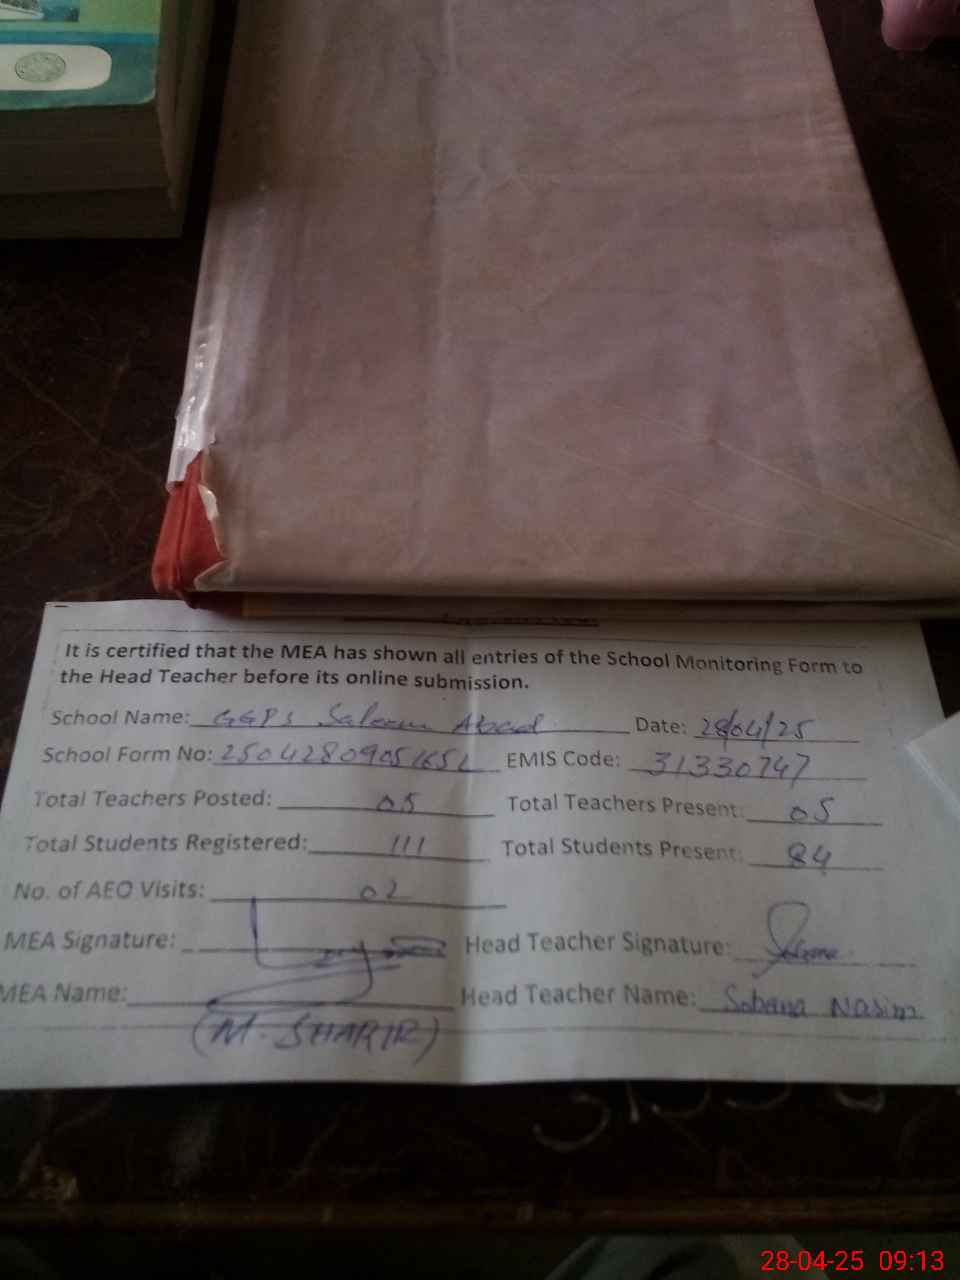 It is certified that the MEA has shown all entries of the School Monitoring Form to
the Head Teacher before its online submission.
School Name: GGPS Saleem Abad Date: 28/04/25
School Form No: EMIS Code: 31330747
Total Teachers Posted: 05 Total Teachers Present: 05
Total Students Registered: 111 Total Students Present: 84
No. of AEO Visits: 02
MEA Signature: Head Teacher Signature:
MEA Name: Head Teacher Name: Sobana Nasim
(M. SHARIR)
28-04-25 09:13